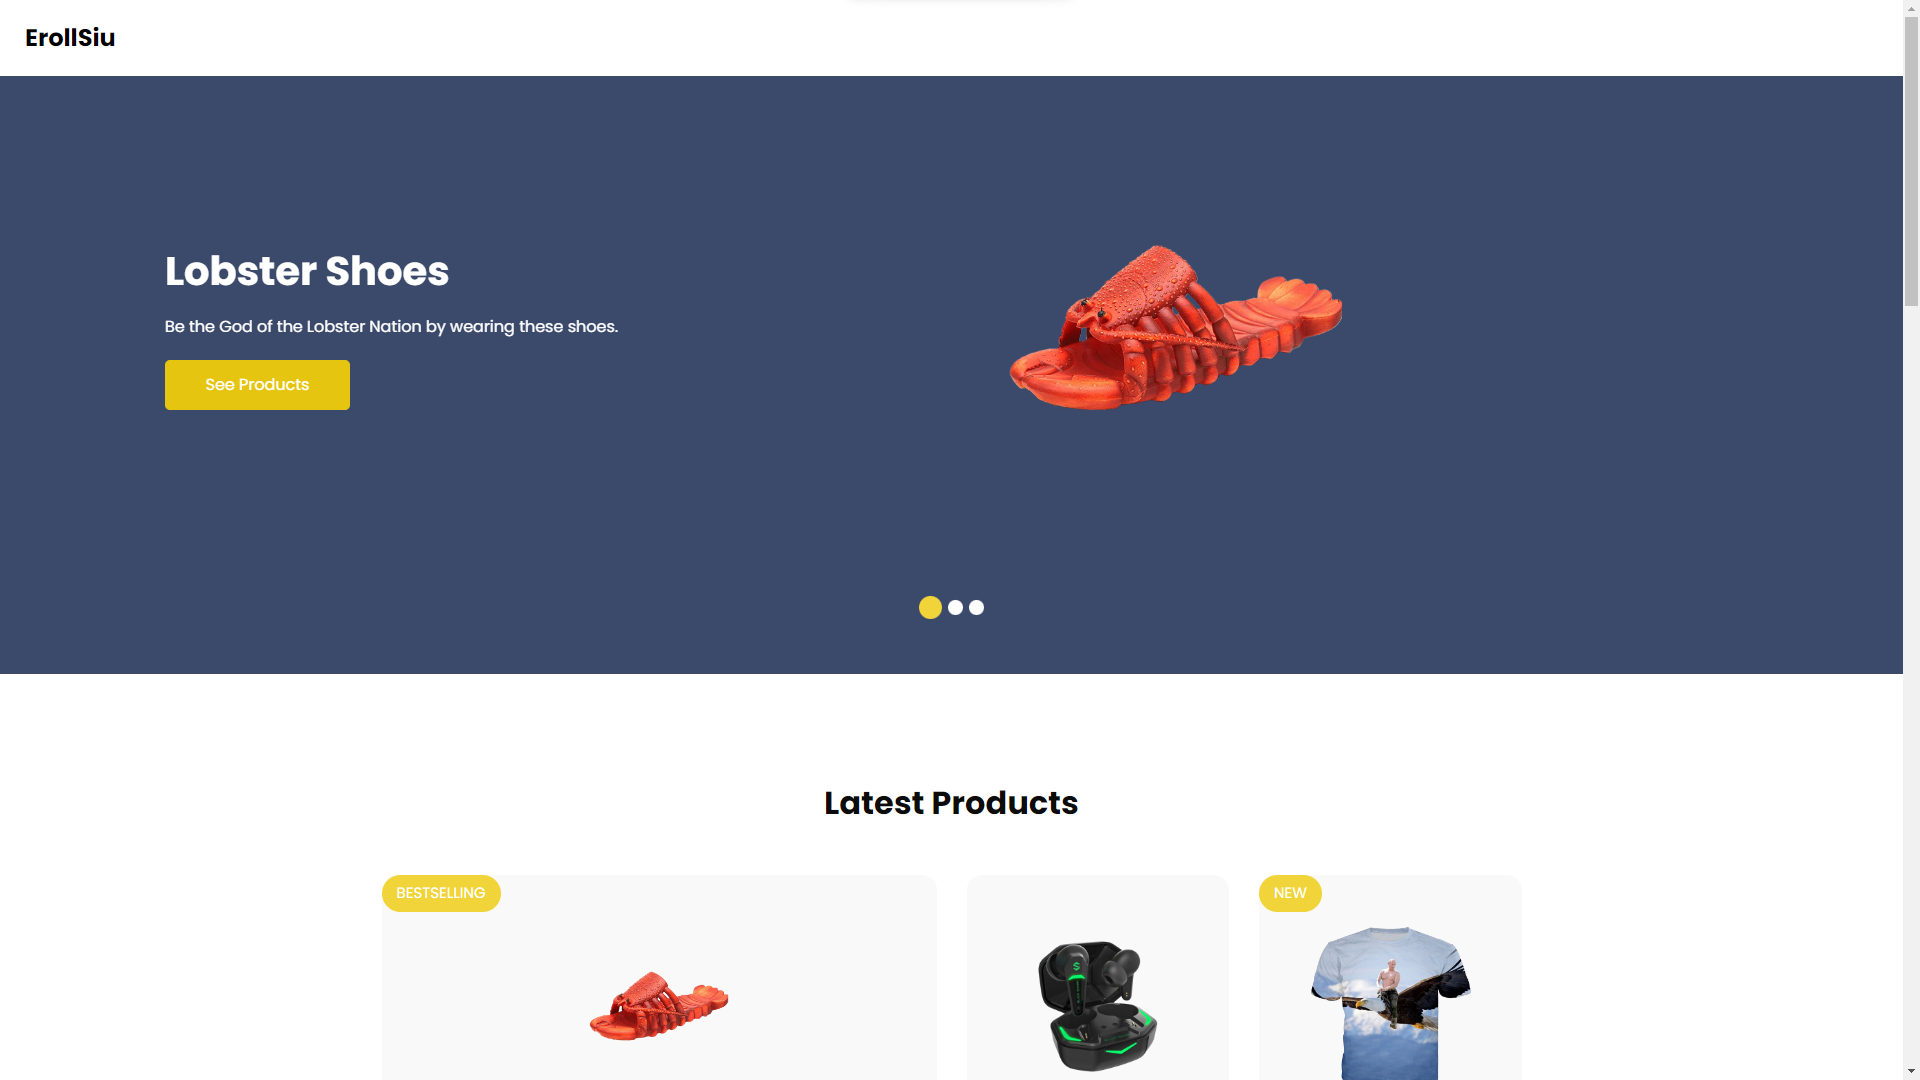 ErollSiu
Lobster Shoes
Be the God of the Lobster Nation by wearing these shoes.
See Products
Latest Products
BESTSELLING
NEW